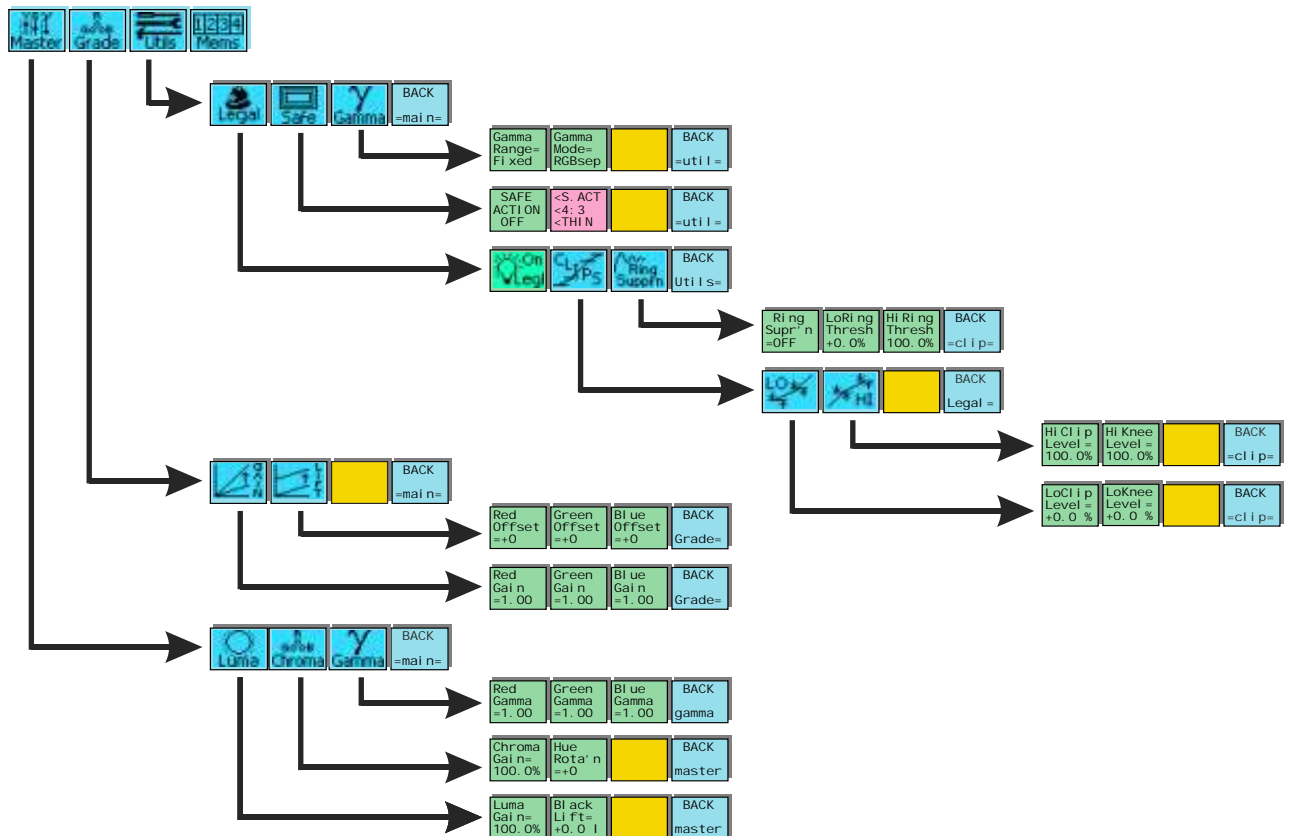 Master Grade Utils 1234 Mems
Legal Safe γ Gamma BACK =main=
Gamma Range= Fixed
Gamma Mode= RGBsep
BACK =util=
SAFE ACTION OFF
<S.ACT <4:3 <THIN
BACK =util=
On Legl CLIPS Ring Supprn BACK Utils=
Ring Supr'n =OFF
LoRing Thresh +0.0%
HiRing Thresh 100.0%
BACK =clip=
LO HI BACK Legal=
HiClip Level= 100.0%
HiKnee Level= 100.0%
BACK =clip=
LoClip Level= +0.0 %
LoKnee Level= +0.0 %
BACK =clip=
GAIN LIFT BACK =main=
Red Offset =+0
Green Offset =+0
Blue Offset =+0
BACK Grade=
Red Gain =1.00
Green Gain =1.00
Blue Gain =1.00
BACK Grade=
Luma Chroma γ Gamma BACK =main=
Red Gamma =1.00
Green Gamma =1.00
Blue Gamma =1.00
BACK gamma
Chroma Gain= 100.0%
Hue Rota'n =+0
BACK master
Luma Gain= 100.0%
Black Lift= +0.0 I
BACK master